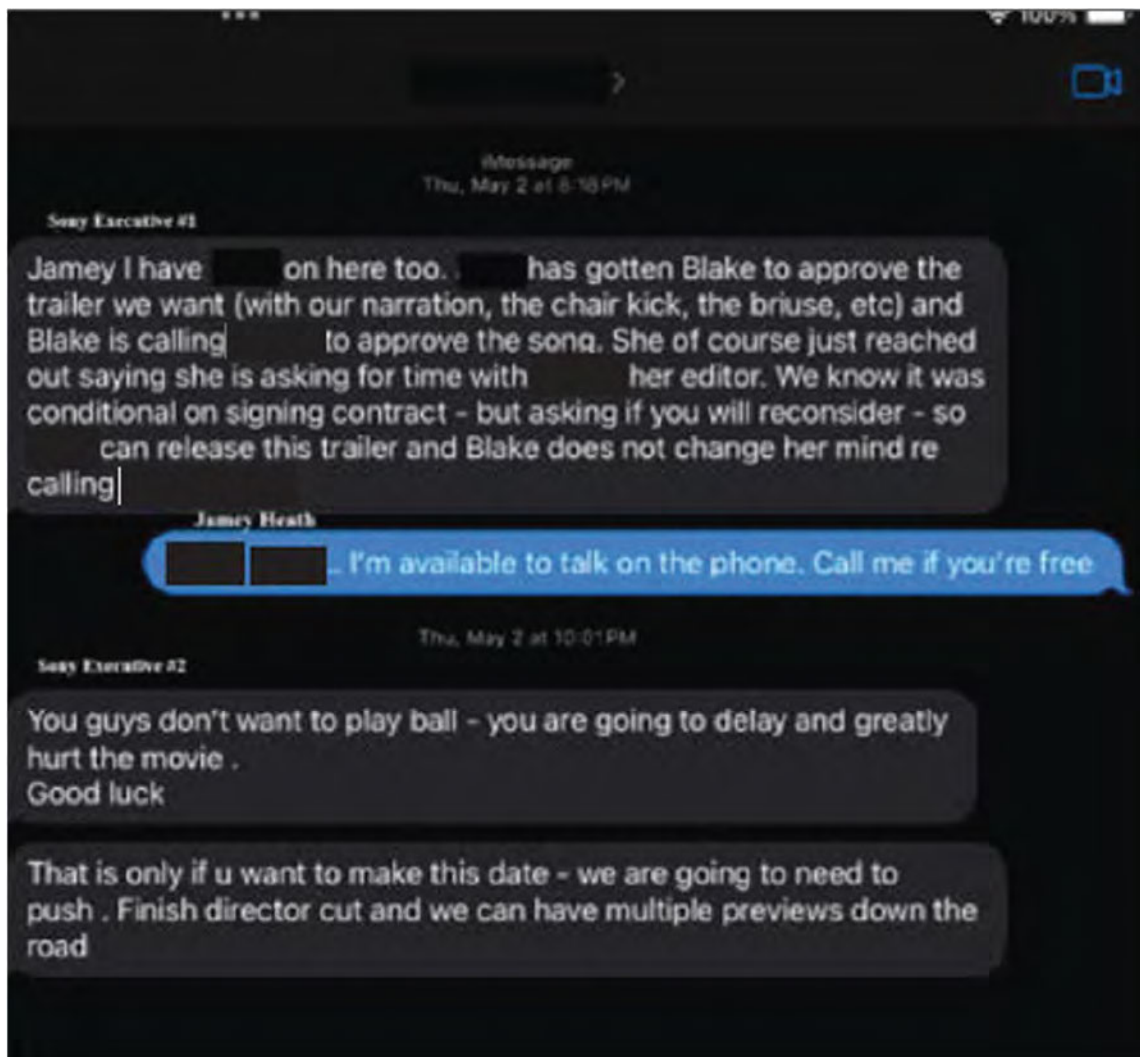 100%
iMessage
Thu, May 2 at 8:18PM
Sony Executive #1
Jamey I have on here too. has gotten Blake to approve the
trailer we want (with our narration, the chair kick, the briuse, etc) and
Blake is calling to approve the song. She of course just reached
out saying she is asking for time with her editor. We know it was
conditional on signing contract - but asking if you will reconsider - so
can release this trailer and Blake does not change her mind re
calling
Jamey Heath
.. I'm available to talk on the phone. Call me if you're free
Thu, May 2 at 10:01PM
Sony Executive #2
You guys don't want to play ball - you are going to delay and greatly
hurt the movie .
Good luck
That is only if u want to make this date - we are going to need to
push . Finish director cut and we can have multiple previews down the
road